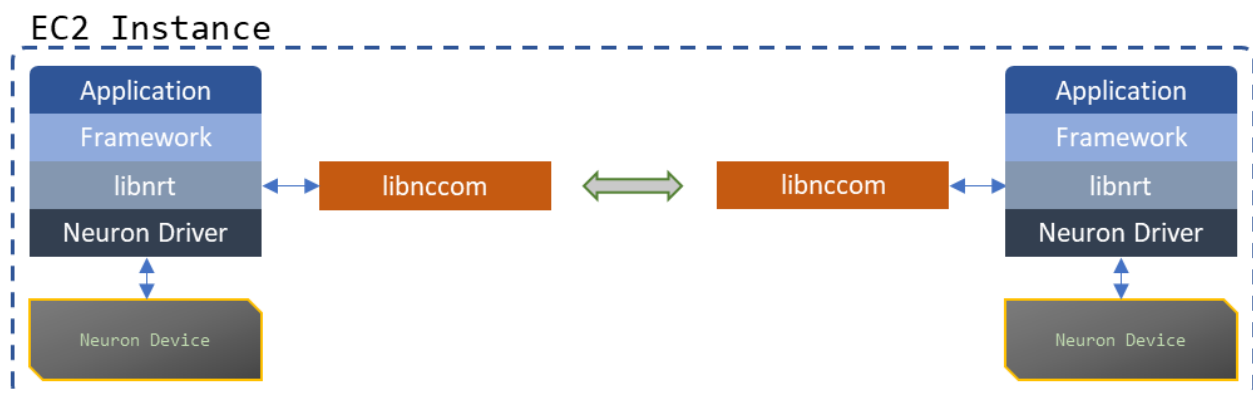 EC2 Instance
Application
Framework
libnrt
Neuron Driver
Neuron Device
libnccom
libnccom
Application
Framework
libnrt
Neuron Driver
Neuron Device